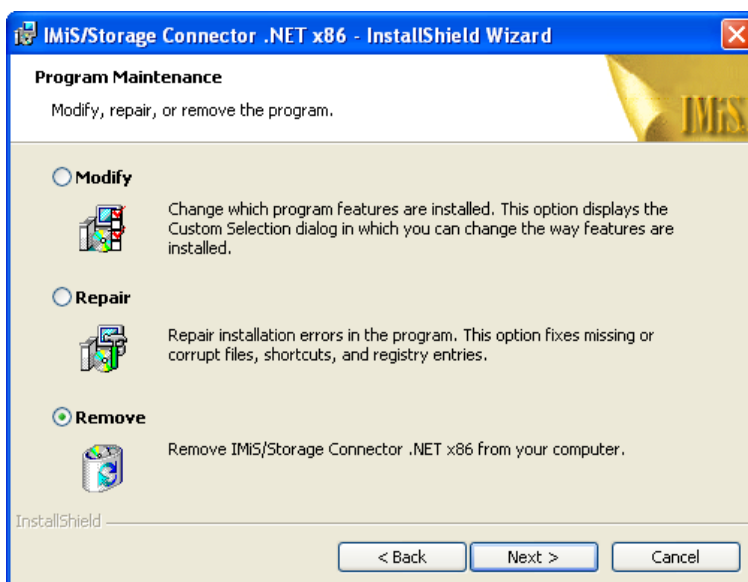 IMiS/Storage Connector .NET x86 - InstallShield Wizard
Program Maintenance
Modify, repair, or remove the program.
IMiS
Modify
Change which program features are installed. This option displays the
Custom Selection dialog in which you can change the way features are
installed.
Repair
Repair installation errors in the program. This option fixes missing or
corrupt files, shortcuts, and registry entries.
Remove
Remove IMiS/Storage Connector .NET x86 from your computer.
InstallShield
< Back
Next >
Cancel